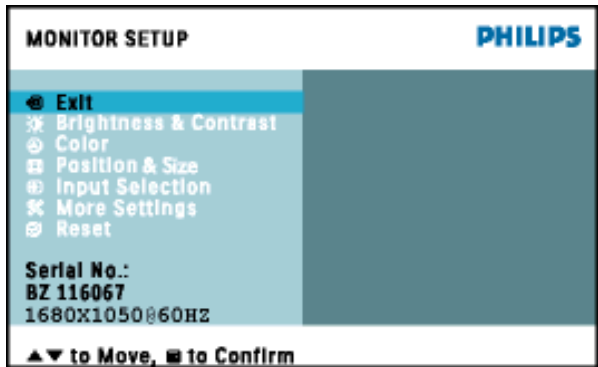 MONITOR SETUP
PHILIPS
Exit
Brightness & Contrast
Color
Position & Size
Input Selection
More Settings
Reset
Serial No.:
BZ 116067
1680X1050@60HZ
▲▼ to Move, to Confirm